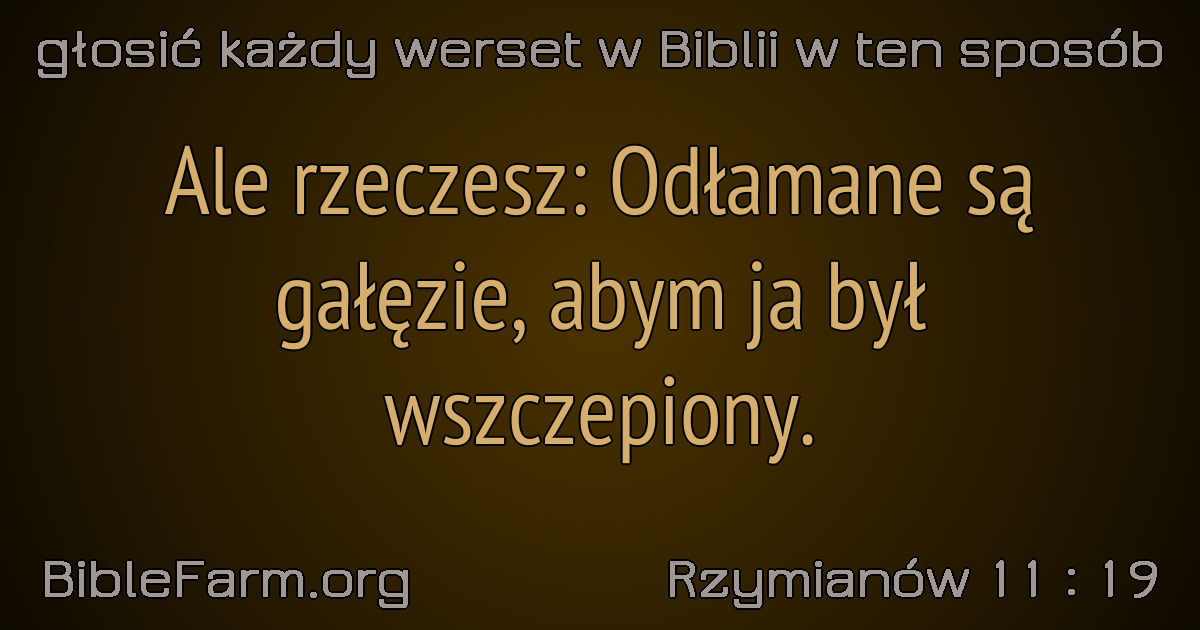 głosić każdy werset w Biblii w ten sposób
Ale rzeczesz: Odłamane są
gałęzie, abym ja był
wszczepiony.
BibleFarm.org
Rzymianów 11 : 19